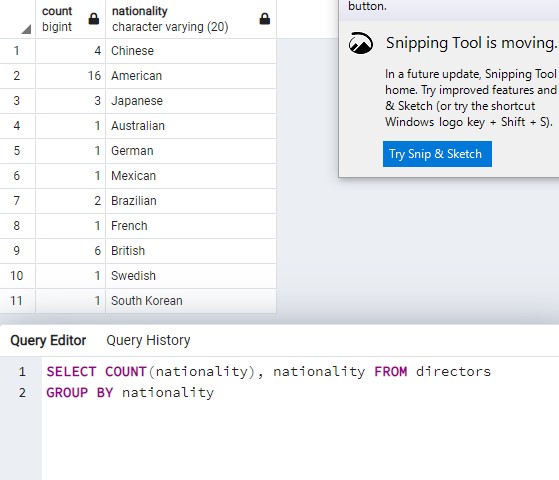 count
bigint
nationality
character varying (20)
1 4 Chinese
2 16 American
3 3 Japanese
4 1 Australian
5 1 German
6 1 Mexican
7 2 Brazilian
8 1 French
9 6 British
10 1 Swedish
11 1 South Korean
button.
Snipping Tool is moving.
In a future update, Snipping Tool
home. Try improved features and
& Sketch (or try the shortcut
Windows logo key + Shift + S).
Try Snip & Sketch
Query Editor Query History
1 SELECT COUNT(nationality), nationality FROM directors
2 GROUP BY nationality